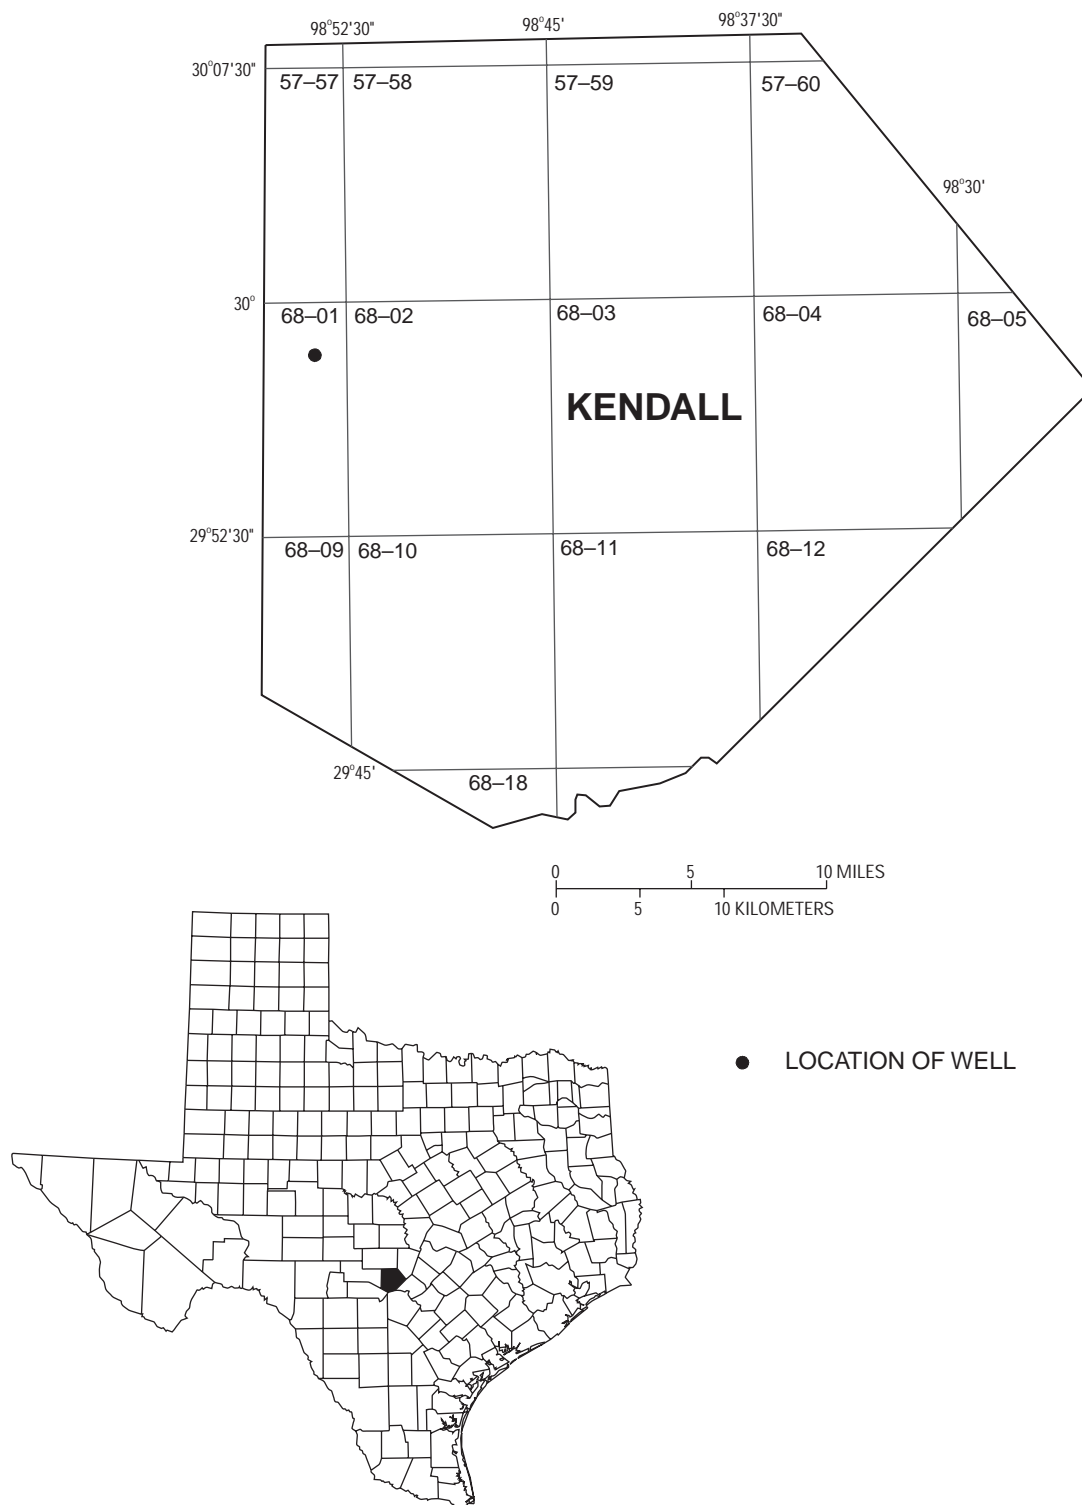 98°52'30" 98°45' 98°37'30"
30°07'30" 57–57 57–58 57–59 57–60
98°30'
30° 68–01 68–02 68–03 68–04 68–05
KENDALL
29°52'30" 68–09 68–10 68–11 68–12
29°45' 68–18
0 5 10 MILES
0 5 10 KILOMETERS
LOCATION OF WELL